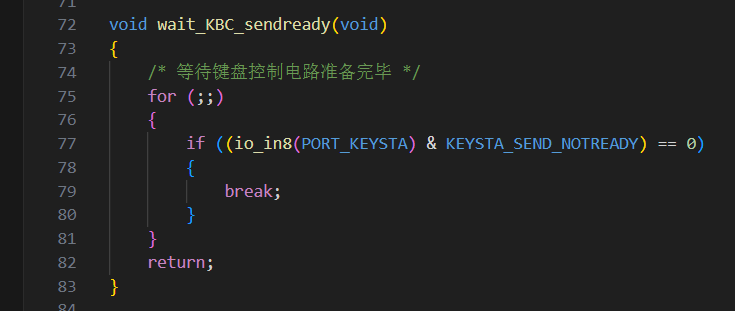 71
72 void wait_KBC_sendready(void)
73 {
74     /* 等待键盘控制电路准备完毕 */
75     for (;;)
76     {
77         if ((io_in8(PORT_KEYSTA) & KEYSTA_SEND_NOTREADY) == 0)
78         {
79             break;
80         }
81     }
82     return;
83 }
84